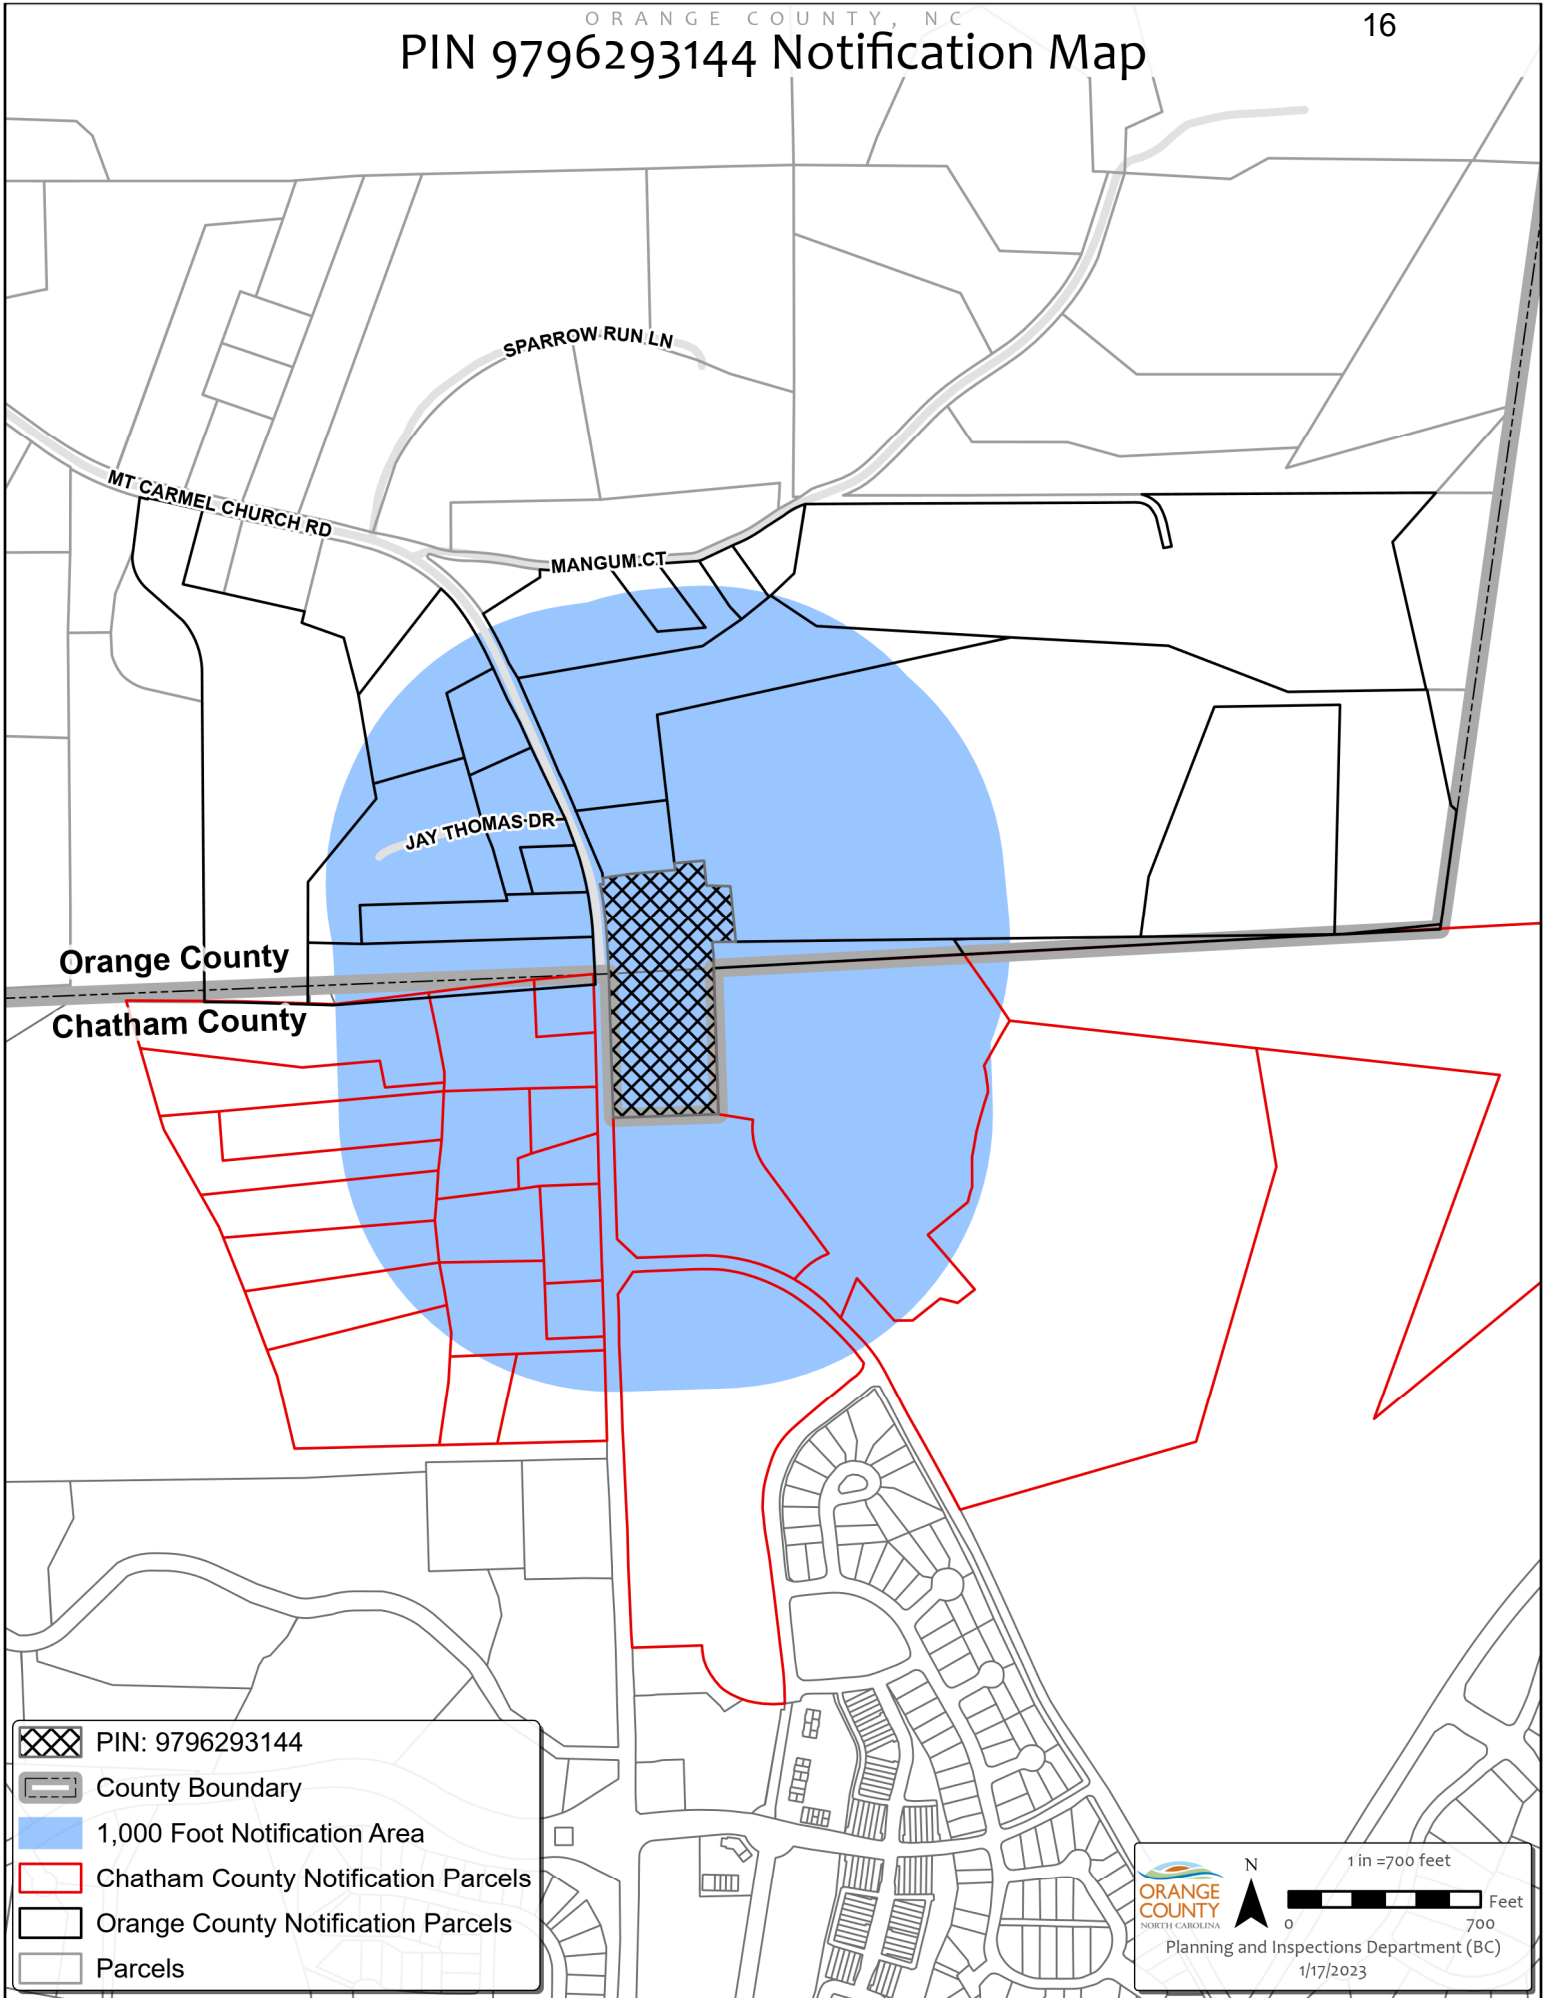 ORANGE COUNTY, NC
16
PIN 9796293144 Notification Map
SPARROW RUN LN
MT CARMEL CHURCH RD
MANGUM CT
JAY THOMAS DR
Orange County
Chatham County
PIN: 9796293144
County Boundary
1,000 Foot Notification Area
Chatham County Notification Parcels
Orange County Notification Parcels
Parcels
ORANGE
COUNTY
NORTH CAROLINA
N
1 in =700 feet
Feet
0 700
Planning and Inspections Department (BC)
1/17/2023